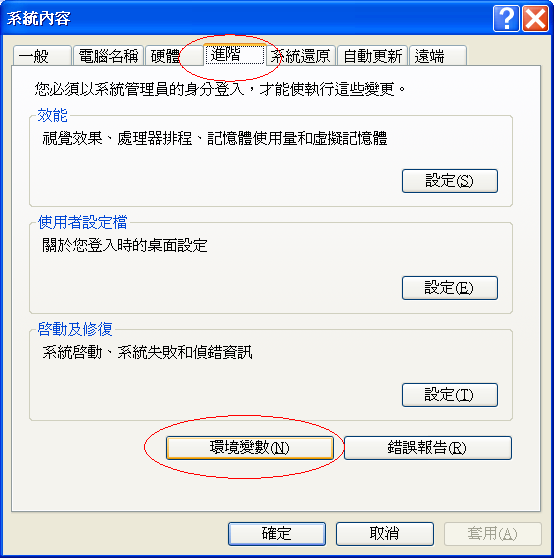 系統內容
一般 電腦名稱 硬體 進階 系統還原 自動更新 遠端
您必須以系統管理員的身分登入，才能使執行這些變更。
效能
視覺效果、處理器排程、記憶體使用量和虛擬記憶體
設定(S)
使用者設定檔
關於您登入時的桌面設定
設定(E)
啟動及修復
系統啟動、系統失敗和偵錯資訊
設定(T)
環境變數(N) 錯誤報告(R)
確定 取消 套用(A)